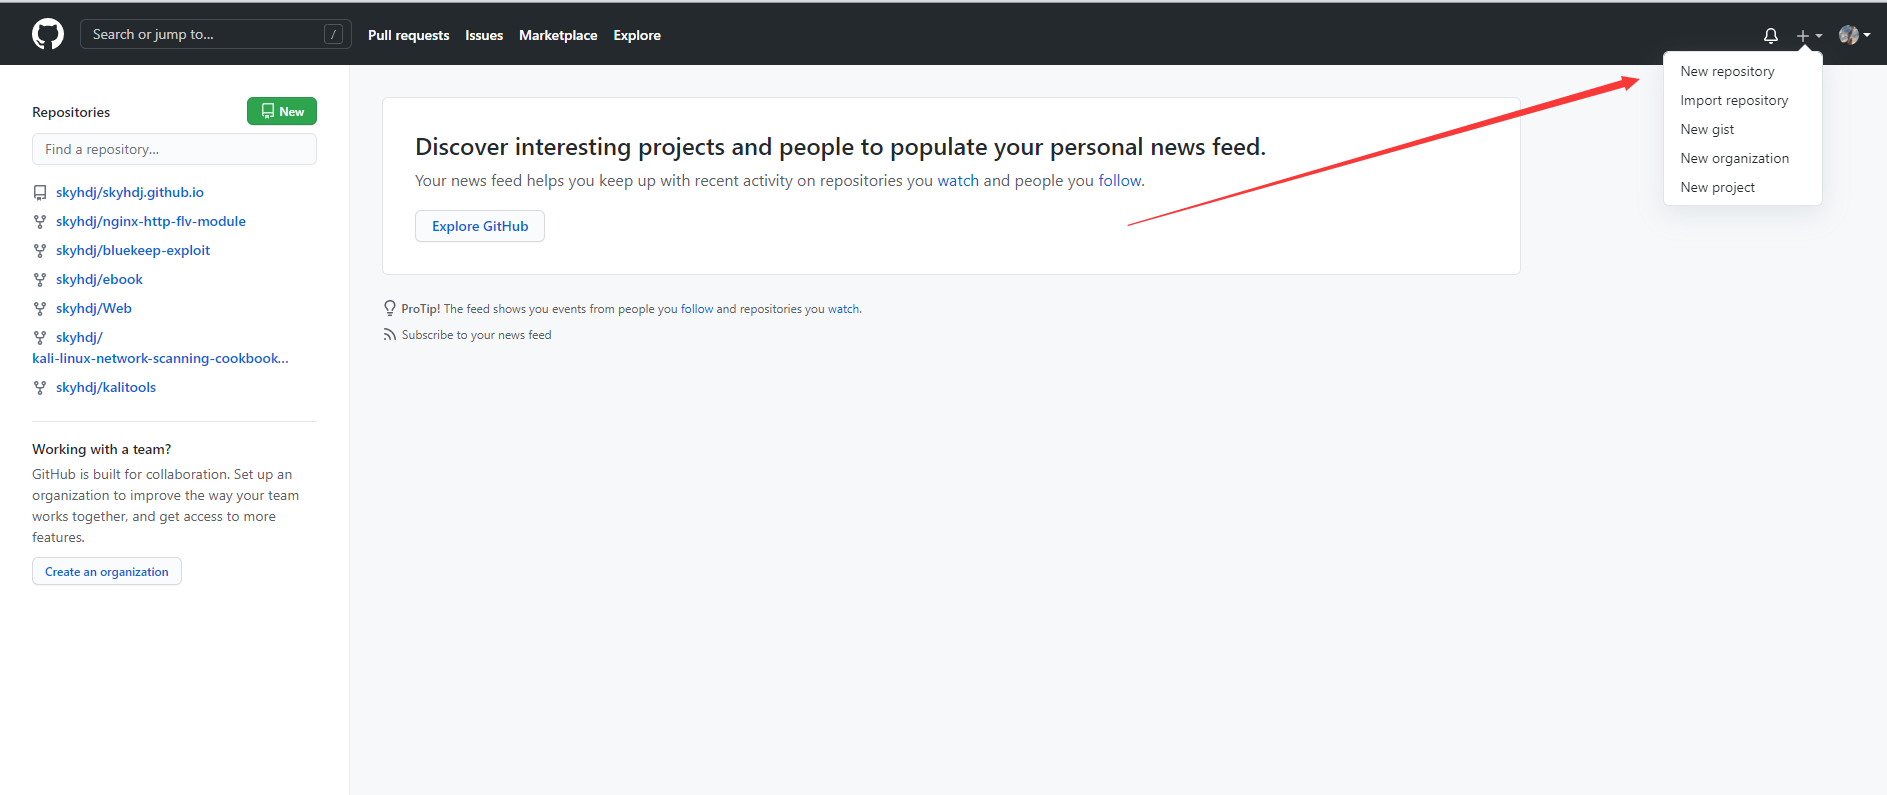 Search or jump to... /
Pull requests
Issues
Marketplace
Explore
New repository
Import repository
New gist
New organization
New project
Repositories
New
Find a repository...
skyhdj/skyhdj.github.io
skyhdj/nginx-http-flv-module
skyhdj/bluekeep-exploit
skyhdj/ebook
skyhdj/Web
skyhdj/
kali-linux-network-scanning-cookbook...
skyhdj/kalitools
Working with a team?
GitHub is built for collaboration. Set up an
organization to improve the way your team
works together, and get access to more
features.
Create an organization
Discover interesting projects and people to populate your personal news feed.
Your news feed helps you keep up with recent activity on repositories you watch and people you follow.
Explore GitHub
ProTip! The feed shows you events from people you follow and repositories you watch.
Subscribe to your news feed